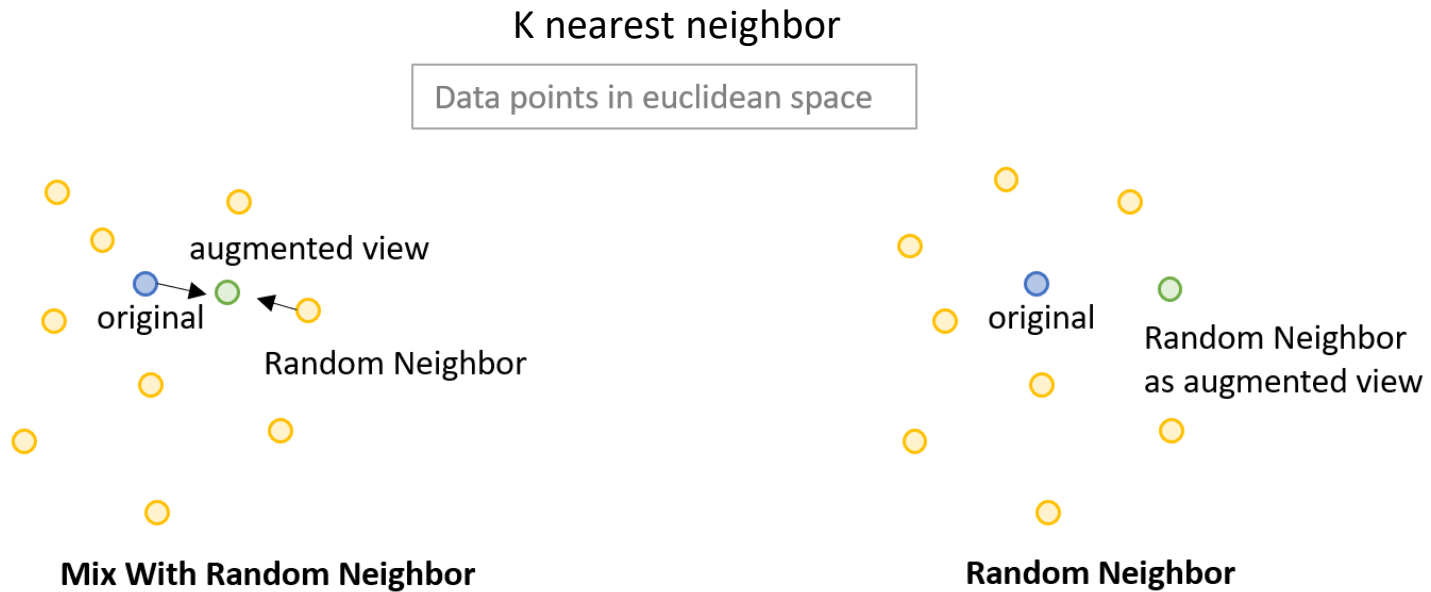 K nearest neighbor
Data points in euclidean space
augmented view
original
Random Neighbor
Mix With Random Neighbor
original
Random Neighbor
as augmented view
Random Neighbor